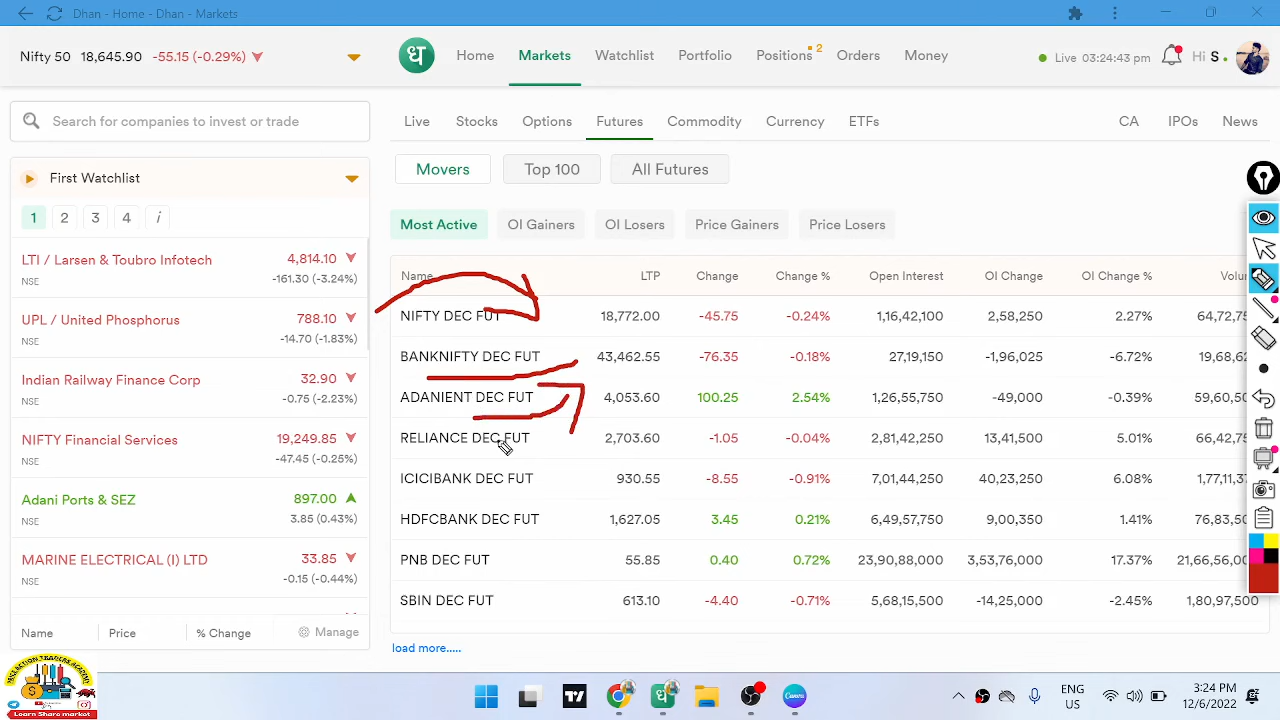 Dhan - Home - Dhan - Markets
Nifty 50 18,645.90 -55.15 (-0.29%)
ध Home Markets Watchlist Portfolio Positions 2 Orders Money
Live 03:24:43 pm Hi S
Search for companies to invest or trade
Live Stocks Options Futures Commodity Currency ETFs CA IPOs News
First Watchlist
1 2 3 4 i
LTI / Larsen & Toubro Infotech 4,814.10
NSE -161.30 (-3.24%)
UPL / United Phosphorus 788.10
NSE -14.70 (-1.83%)
Indian Railway Finance Corp 32.90
NSE -0.75 (-2.23%)
NIFTY Financial Services 19,249.85
NSE -47.45 (-0.25%)
Adani Ports & SEZ 897.00
NSE 3.85 (0.43%)
MARINE ELECTRICAL (I) LTD 33.85
NSE -0.15 (-0.44%)
Name Price % Change Manage
Movers Top 100 All Futures
Most Active OI Gainers OI Losers Price Gainers Price Losers
Name LTP Change Change % Open Interest OI Change OI Change %
NIFTY DEC FUT 18,772.00 -45.75 -0.24% 1,16,42,100 2,58,250 2.27%
BANKNIFTY DEC FUT 43,462.55 -76.35 -0.18% 27,19,150 -1,96,025 -6.72%
ADANIENT DEC FUT 4,053.60 100.25 2.54% 1,26,55,750 -49,000 -0.39%
RELIANCE DEC FUT 2,703.60 -1.05 -0.04% 2,81,42,250 13,41,500 5.01%
ICICIBANK DEC FUT 930.55 -8.55 -0.91% 7,01,44,250 40,23,250 6.08%
HDFCBANK DEC FUT 1,627.05 3.45 0.21% 6,49,57,750 9,00,350 1.41%
PNB DEC FUT 55.85 0.40 0.72% 23,90,88,000 3,53,76,000 17.37%
SBIN DEC FUT 613.10 -4.40 -0.71% 5,68,15,500 -14,25,000 -2.45% 1,80,97,500
load more.....
Learn Share market
ENG
US
3:24 PM
12/6/2022